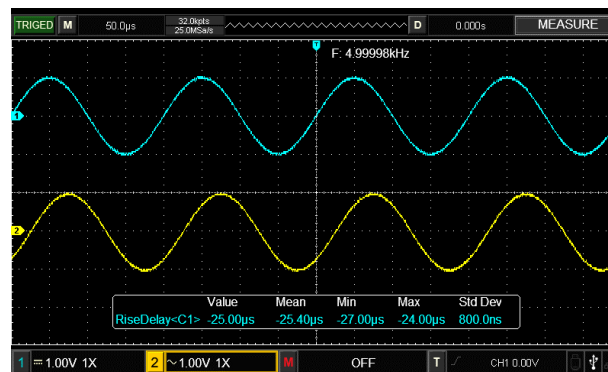 TRIGED M 50.0μs 32.0kpts 25.0MSa/s D 0.000s MEASURE
T
F: 4.99998kHz
1
2
Value Mean Min Max Std Dev
RiseDelay<C1> -25.00μs -25.40μs -27.00μs -24.00μs 800.0ns
1 1.00V 1X 2 1.00V 1X M OFF T CH1 0.00V